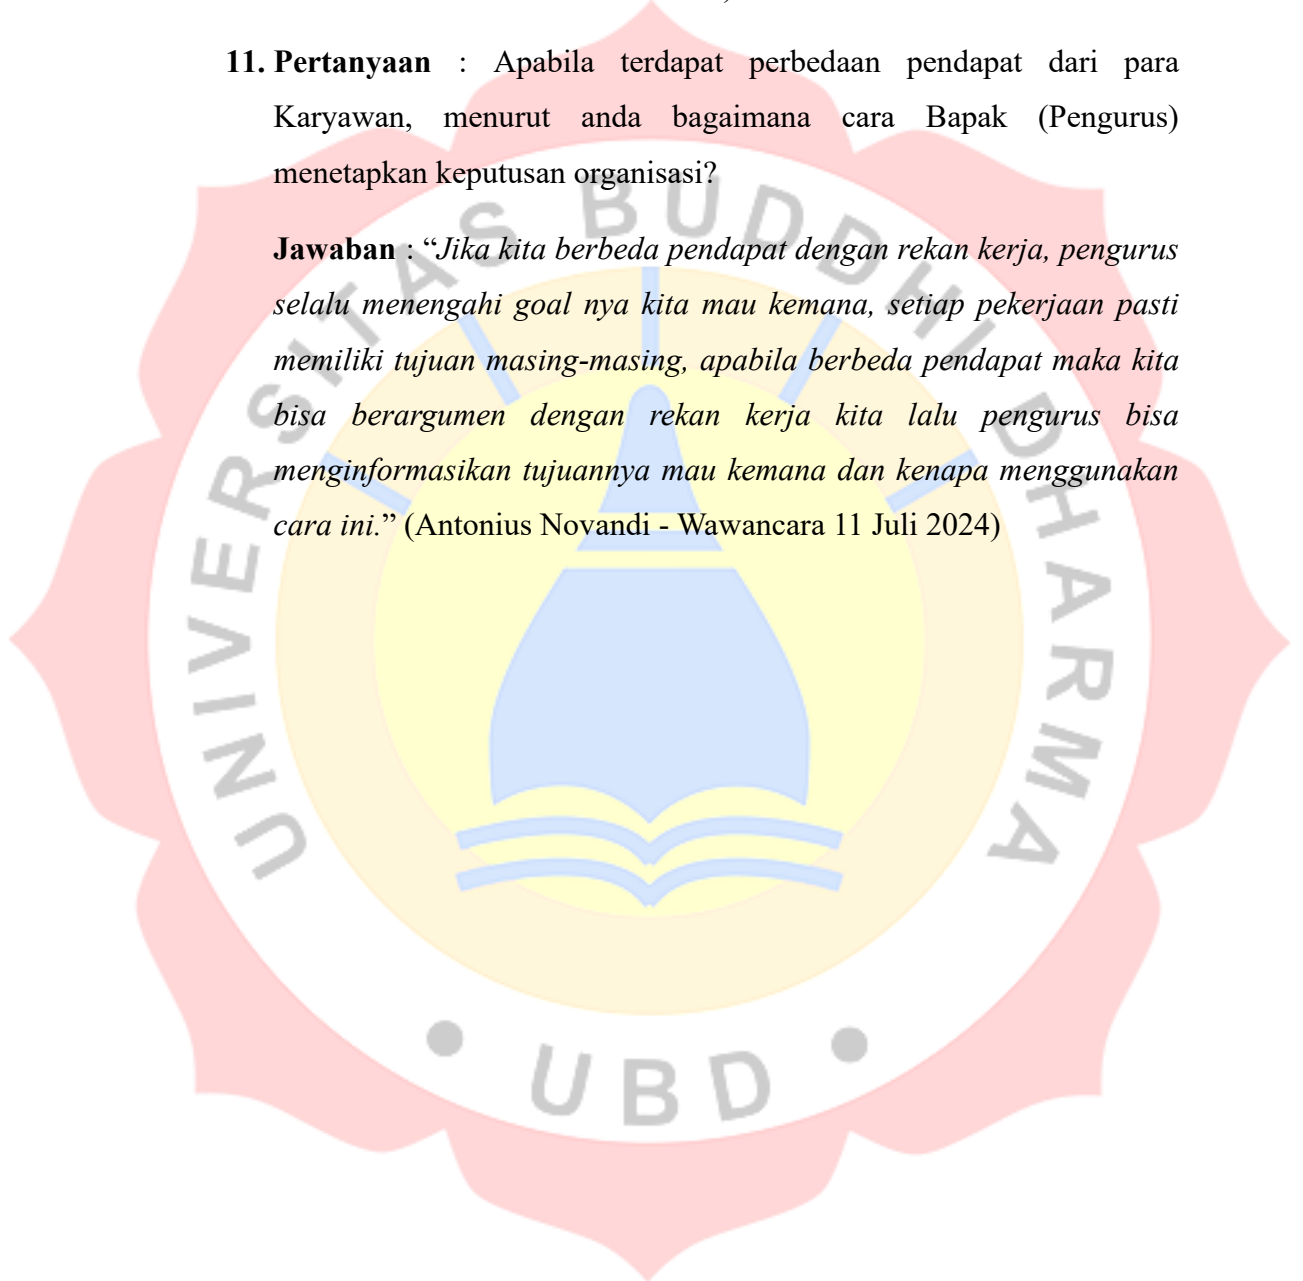 11. Pertanyaan : Apabila terdapat perbedaan pendapat dari para
Karyawan, menurut anda bagaimana cara Bapak (Pengurus)
menetapkan keputusan organisasi?
Jawaban : “Jika kita berbeda pendapat dengan rekan kerja, pengurus
selalu menengahi goal nya kita mau kemana, setiap pekerjaan pasti
memiliki tujuan masing-masing, apabila berbeda pendapat maka kita
bisa berargumen dengan rekan kerja kita lalu pengurus bisa
menginformasikan tujuannya mau kemana dan kenapa menggunakan
cara ini.” (Antonius Novandi - Wawancara 11 Juli 2024)
UNIVERSITAS BUDDHI DHARMA
• UBD •